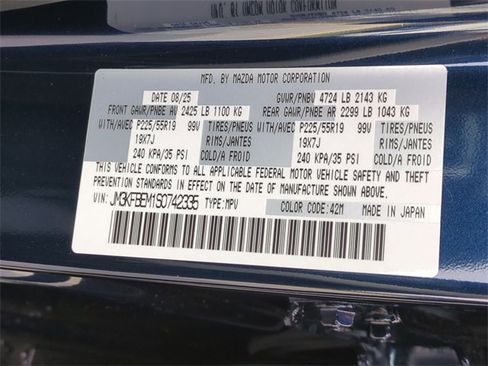 MFD. BY MAZDA MOTOR CORPORATION
DATE 08/25 GVWR/PNBV 4724 LB 2143 KG
FRONT GAWR/PNBE AV 2425 LB 1100 KG REAR GAWR/PNBE AR 2299 LB 1043 KG
WITH/AVEC P225/55R19 99V TIRES/PNEUS WITH/AVEC P225/55R19 99V TIRES/PNEUS
19X7J RIMS/JANTES 19X7J RIMS/JANTES
240 KPA/35 PSI COLD/A FROID 240 KPA/35 PSI COLD/A FROID
THIS VEHICLE CONFORMS TO ALL APPLICABLE FEDERAL MOTOR VEHICLE SAFETY AND THEFT
PREVENTION STANDARDS IN EFFECT ON THE DATE OF MANUFACTURE SHOWN ABOVE.
V.I.N.: JM3KFBEM1S0742335 TYPE:MPV COLOR CODE:42M MADE IN JAPAN